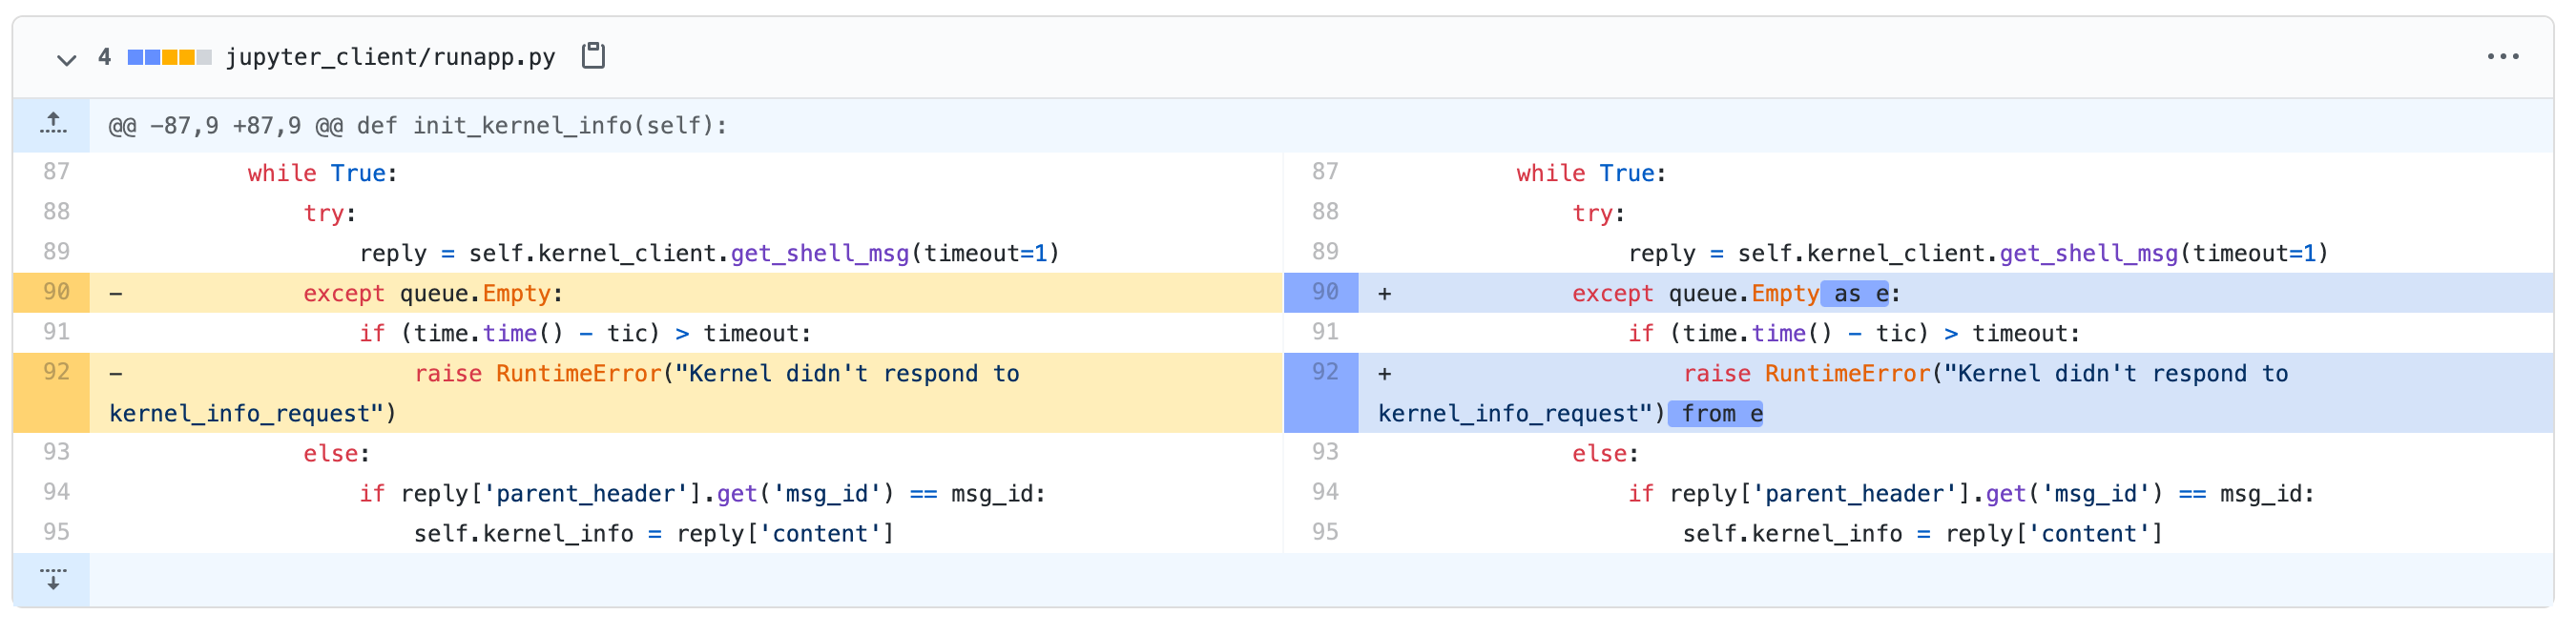 4 jupyter_client/runapp.py
@@ -87,9 +87,9 @@ def init_kernel_info(self):
87 while True:
88 try:
89 reply = self.kernel_client.get_shell_msg(timeout=1)
90 - except queue.Empty:
91 if (time.time() - tic) > timeout:
92 - raise RuntimeError("Kernel didn't respond to
kernel_info_request")
93 else:
94 if reply['parent_header'].get('msg_id') == msg_id:
95 self.kernel_info = reply['content']
87 while True:
88 try:
89 reply = self.kernel_client.get_shell_msg(timeout=1)
90 + except queue.Empty as e:
91 if (time.time() - tic) > timeout:
92 + raise RuntimeError("Kernel didn't respond to
kernel_info_request") from e
93 else:
94 if reply['parent_header'].get('msg_id') == msg_id:
95 self.kernel_info = reply['content']